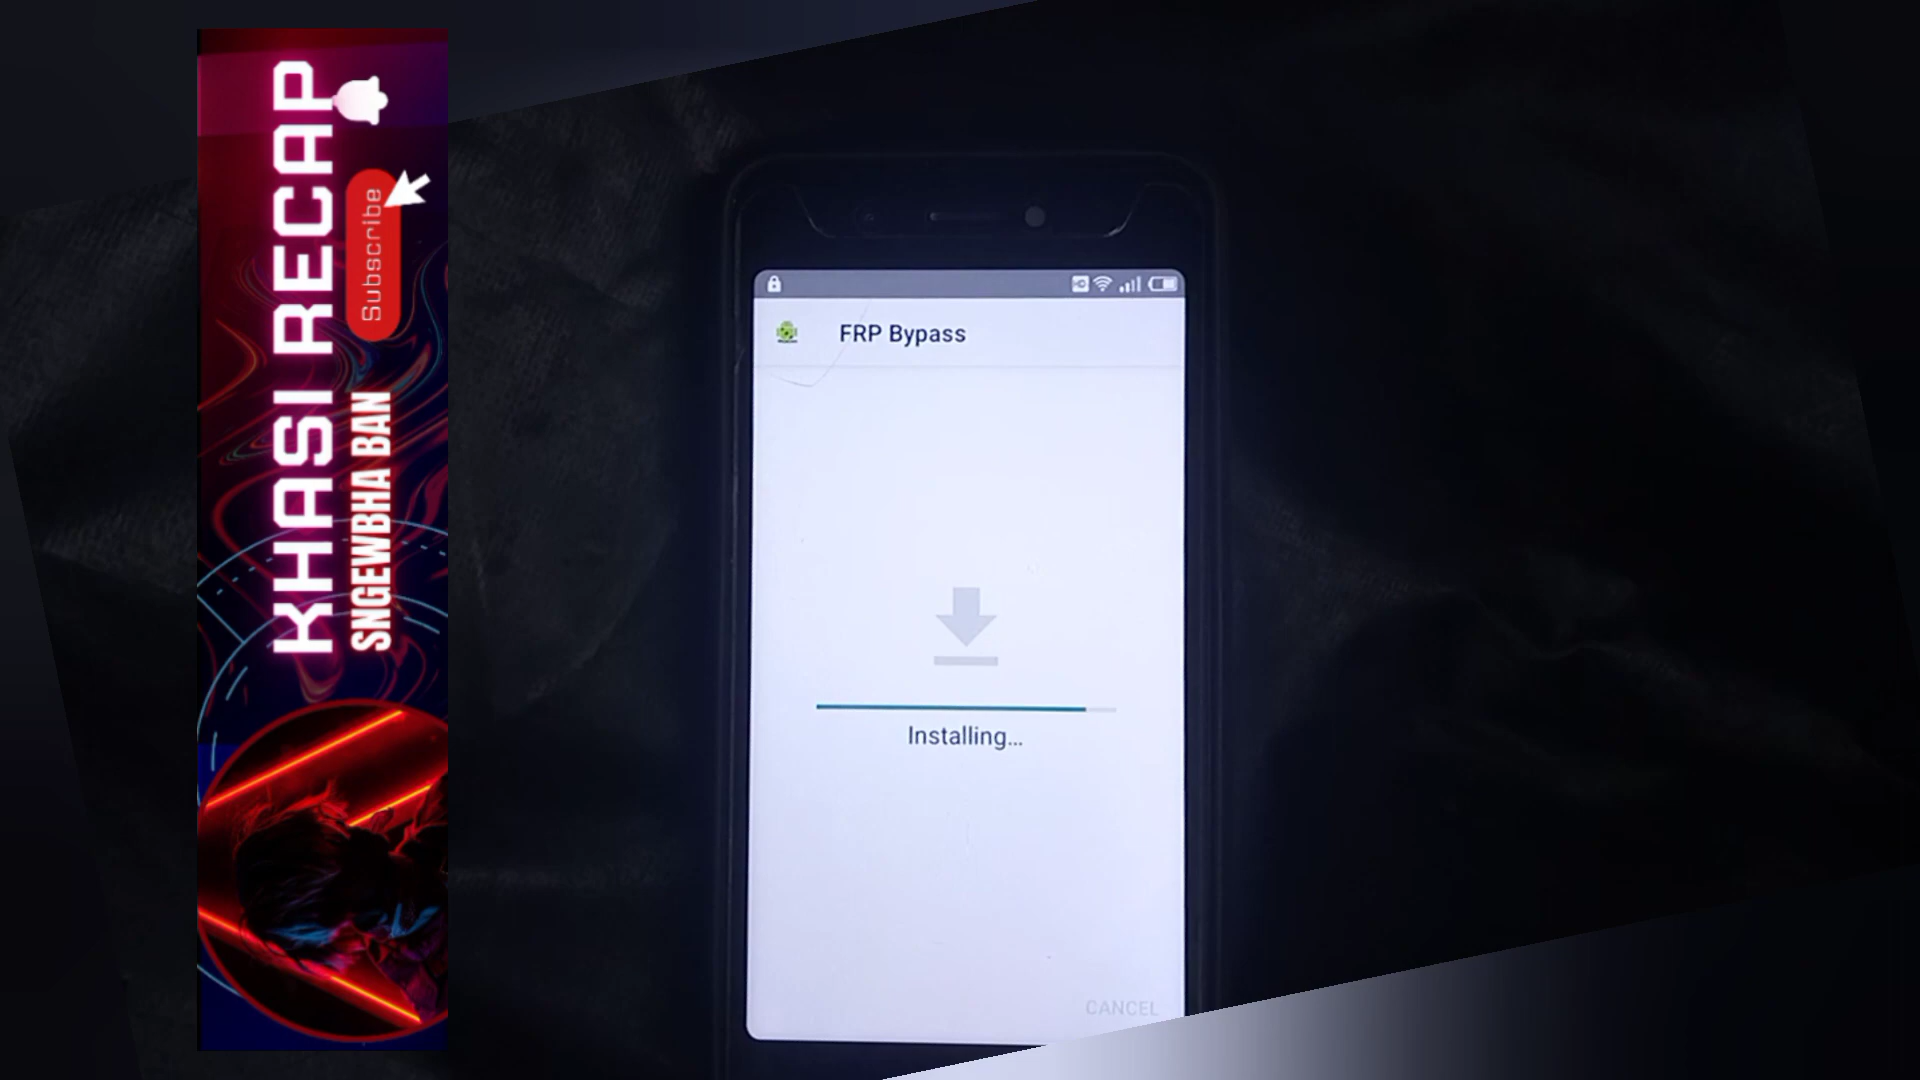 KHASI RECAP
Subscribe
SNGEWBHA BAN
FRP Bypass
Installing...
CANCEL